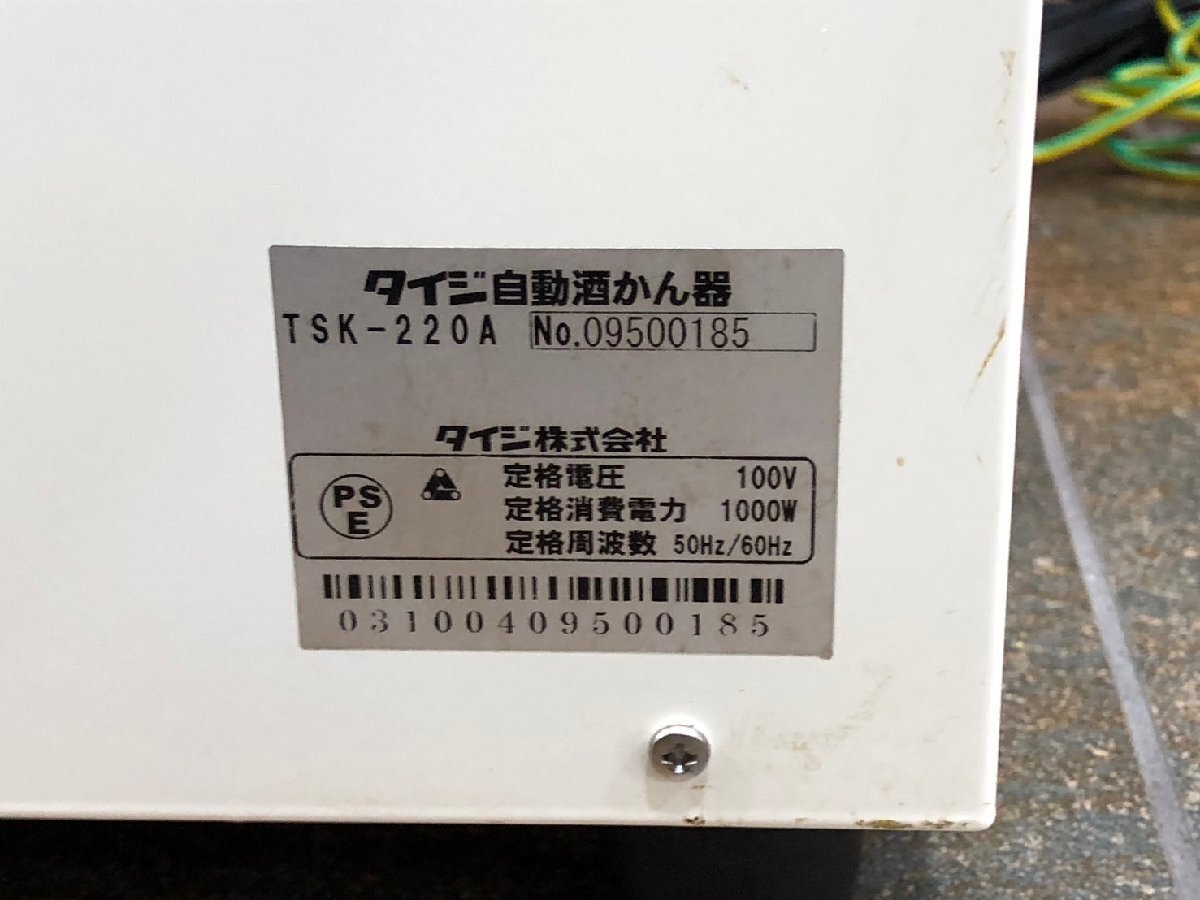 タイジ自動酒かん器
TSK-220A No.09500185
タイジ株式会社
PS
E
定格電圧 100V
定格消費電力 1000W
定格周波数 50Hz/60Hz
03100409500185